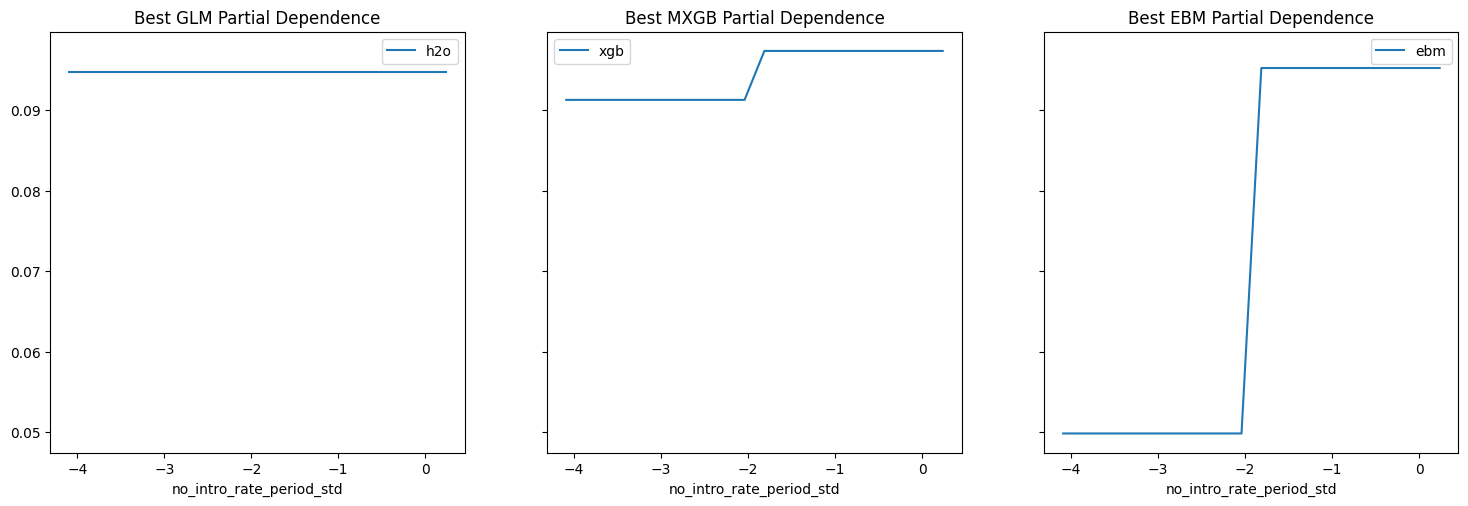 Best GLM Partial Dependence
h2o
0.09
0.08
0.07
0.06
0.05
−4 −3 −2 −1 0
no_intro_rate_period_std
Best MXGB Partial Dependence
xgb
−4 −3 −2 −1 0
no_intro_rate_period_std
Best EBM Partial Dependence
ebm
−4 −3 −2 −1 0
no_intro_rate_period_std